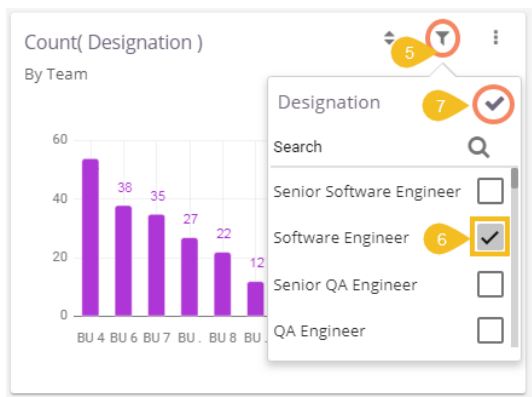 Count( Designation )
5
By Team
Designation
7
Search
60
40
20
0
38
35
27
22
12
Senior Software Engineer
Software Engineer
6
Senior QA Engineer
QA Engineer
BU 4 BU 6 BU 7 BU . BU 8 BU .